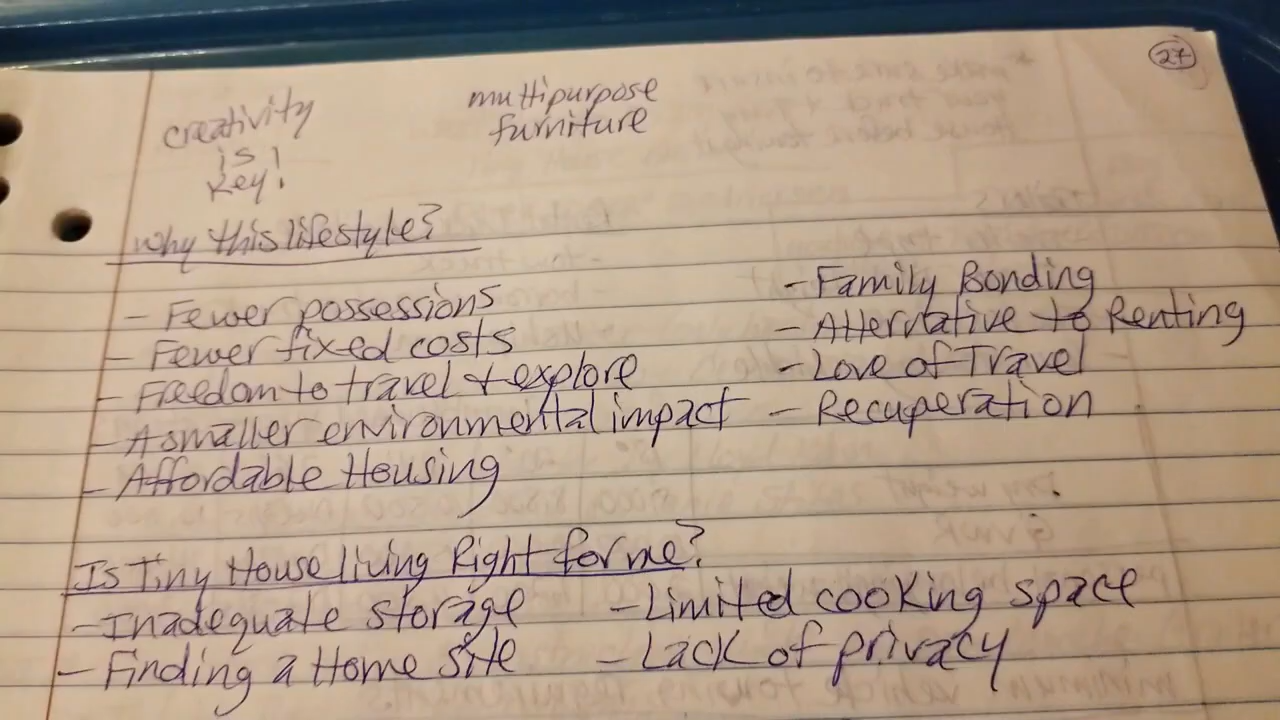 27
creativity
is
key!
multipurpose
furniture
Why this lifestyle?
- Fewer possessions
- Fewer fixed costs
- Freedom to travel & explore
- A smaller environmental impact
- Affordable Housing
- Family Bonding
- Alternative to Renting
- Love of Travel
- Recuperation
Is Tiny House living Right for me?
- Inadequate storage
- Finding a Home site
- Limited cooking space
- Lack of privacy